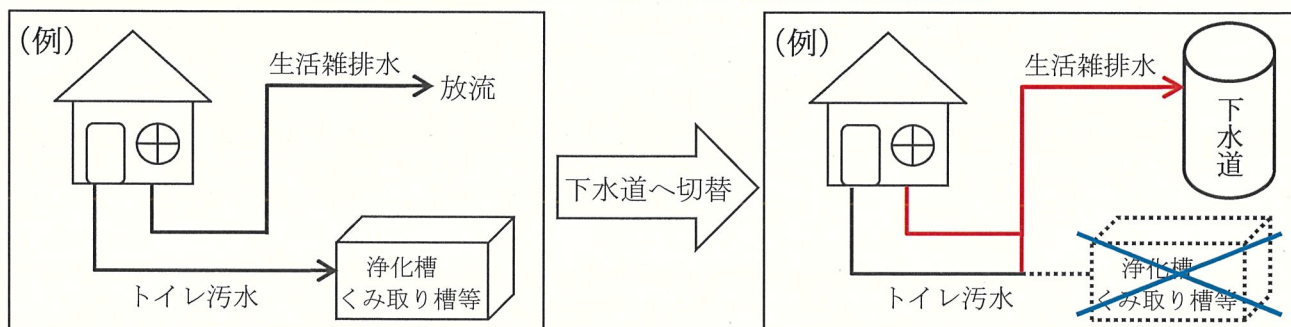 (例)
生活雑排水
放流
浄化槽
くみ取り槽等
トイレ汚水
下水道へ切替
(例)
生活雑排水
下水道
浄化槽
くみ取り槽等
トイレ汚水